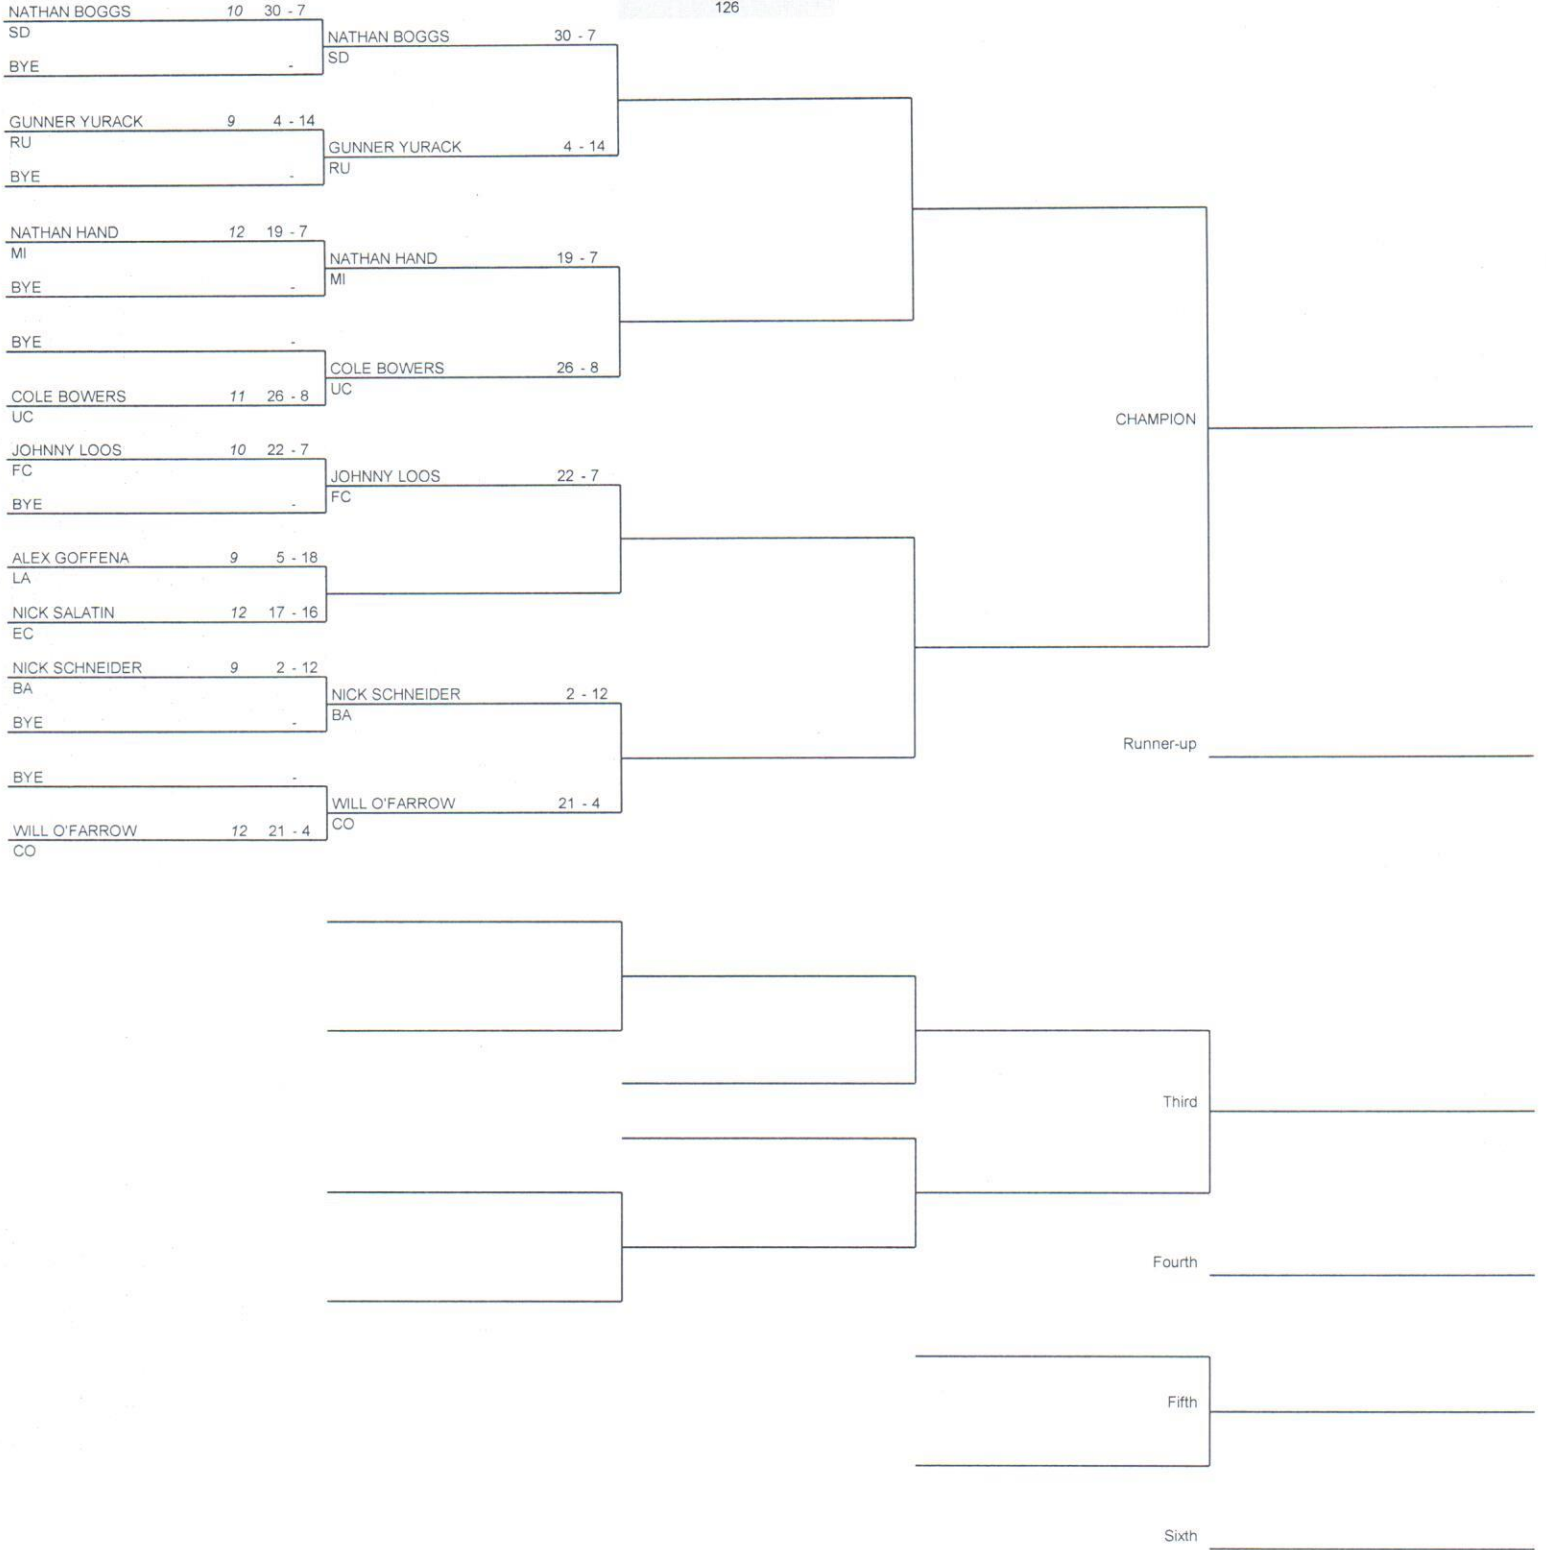 126
NATHAN BOGGS 10 30 - 7
SD
BYE -
NATHAN BOGGS 30 - 7
SD
GUNNER YURACK 9 4 - 14
RU
BYE -
GUNNER YURACK 4 - 14
RU
NATHAN HAND 12 19 - 7
MI
BYE -
NATHAN HAND 19 - 7
MI
BYE -
COLE BOWERS 11 26 - 8
UC
COLE BOWERS 26 - 8
UC
JOHNNY LOOS 10 22 - 7
FC
BYE -
JOHNNY LOOS 22 - 7
FC
ALEX GOFFENA 9 5 - 18
LA
NICK SALATIN 12 17 - 16
EC
NICK SCHNEIDER 9 2 - 12
BA
BYE -
NICK SCHNEIDER 2 - 12
BA
BYE -
WILL O'FARROW 12 21 - 4
CO
WILL O'FARROW 21 - 4
CO
CHAMPION
Runner-up
Third
Fourth
Fifth
Sixth